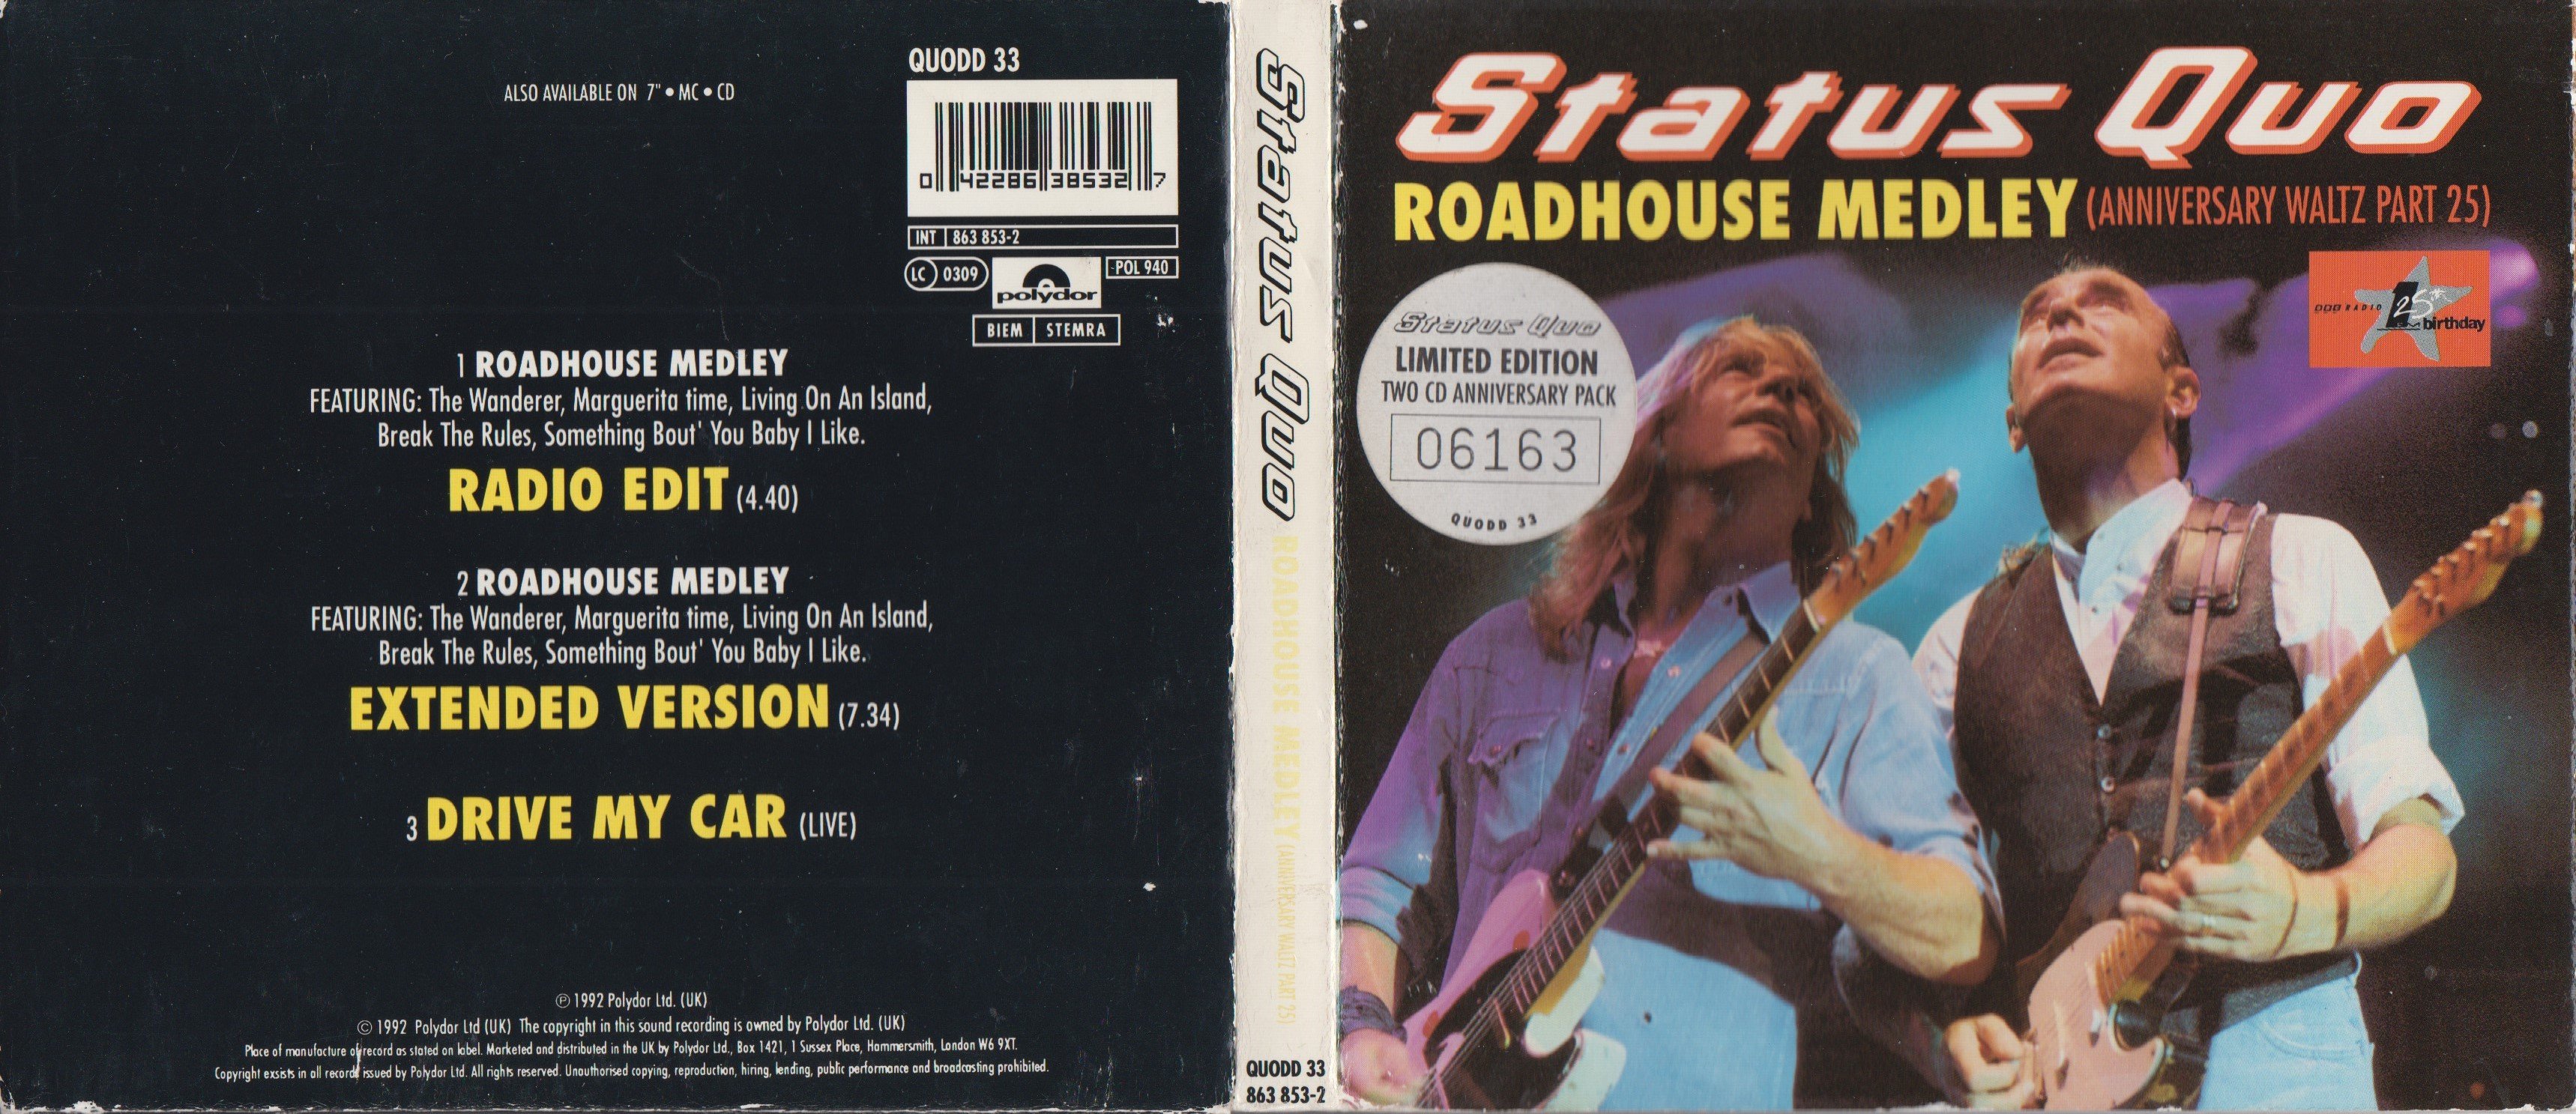 ALSO AVAILABLE ON 7" • MC • CD
QUODD 33
0 42286 38532 7
INT 863 853-2
LC 0309
polydor
POL 940
BIEM STEMRA
1 ROADHOUSE MEDLEY
FEATURING: The Wanderer, Marguerita time, Living On An Island,
Break The Rules, Something Bout' You Baby I Like.
RADIO EDIT (4.40)
2 ROADHOUSE MEDLEY
FEATURING: The Wanderer, Marguerita time, Living On An Island,
Break The Rules, Something Bout' You Baby I Like.
EXTENDED VERSION (7.34)
3 DRIVE MY CAR (LIVE)
℗ 1992 Polydor Ltd. (UK)
© 1992 Polydor Ltd (UK) The copyright in this sound recording is owned by Polydor Ltd. (UK)
Place of manufacture of record as stated on label. Marketed and distributed in the UK by Polydor Ltd., Box 1421, 1 Sussex Place, Hammersmith, London W6 9XT.
Copyright exsists in all records issued by Polydor Ltd. All rights reserved. Unauthorised copying, reproduction, hiring, lending, public performance and broadcasting prohibited.
Status Quo ROADHOUSE MEDLEY (ANNIVERSARY WALTZ PART 25)
QUODD 33
863 853-2
Status Quo
ROADHOUSE MEDLEY (ANNIVERSARY WALTZ PART 25)
Status Quo
LIMITED EDITION
TWO CD ANNIVERSARY PACK
06163
QUODD 33
BBC RADIO 1 25th
birthday